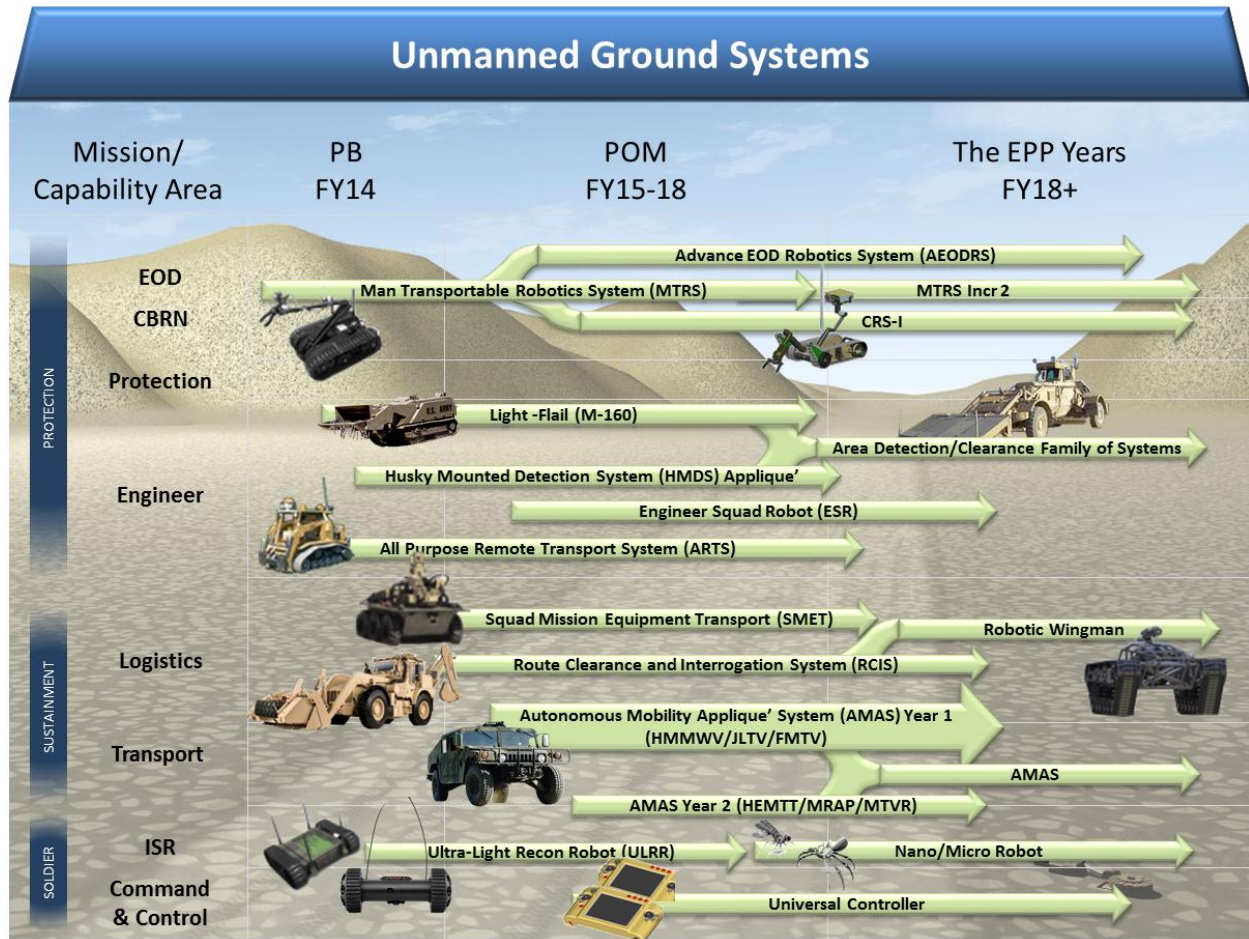 Unmanned Ground Systems
Mission/
Capability Area
PB
FY14
POM
FY15-18
The EPP Years
FY18+
PROTECTION
EOD
CBRN
Protection
Engineer
Advance EOD Robotics System (AEODRS)
Man Transportable Robotics System (MTRS)
MTRS Incr 2
CRS-I
U.S. ARMY
Light -Flail (M-160)
Area Detection/Clearance Family of Systems
Husky Mounted Detection System (HMDS) Applique’
Engineer Squad Robot (ESR)
All Purpose Remote Transport System (ARTS)
SUSTAINMENT
Logistics
Transport
Squad Mission Equipment Transport (SMET)
Robotic Wingman
Route Clearance and Interrogation System (RCIS)
Autonomous Mobility Applique’ System (AMAS) Year 1
(HMMWV/JLTV/FMTV)
AMAS
AMAS Year 2 (HEMTT/MRAP/MTVR)
SOLDIER
ISR
Ultra-Light Recon Robot (ULRR)
Nano/Micro Robot
Command
& Control
Universal Controller